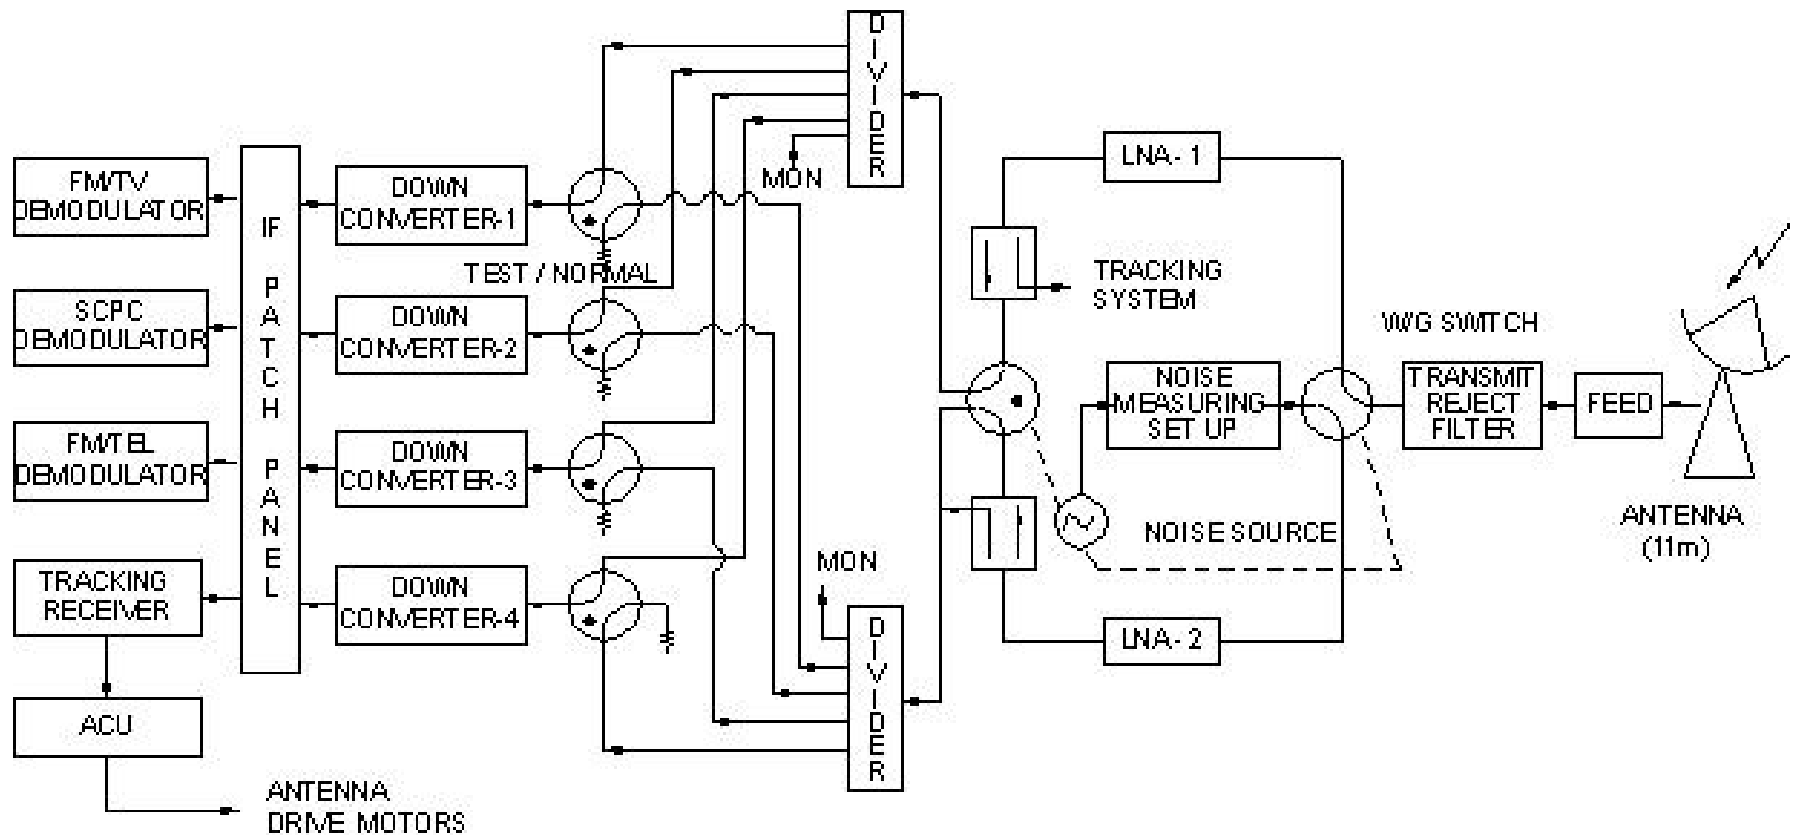 FM/TV
DEMODULATOR
SCPC
DEMODULATOR
FM/TEL
DEMODULATOR
TRACKING
RECEIVER
ACU
ANTENNA
DRIVE MOTORS
IF PATCH PANEL
DOWN
CONVERTER-1
TEST / NORMAL
DOWN
CONVERTER-2
DOWN
CONVERTER-3
DOWN
CONVERTER-4
DIVIDER
MON
MON
DIVIDER
LNA- 1
TRACKING
SYSTEM
NOISE
MEASURING
SET UP
NOISE SOURCE
LNA- 2
W/G SWITCH
TRANSMIT
REJECT
FILTER
FEED
ANTENNA
(11m)